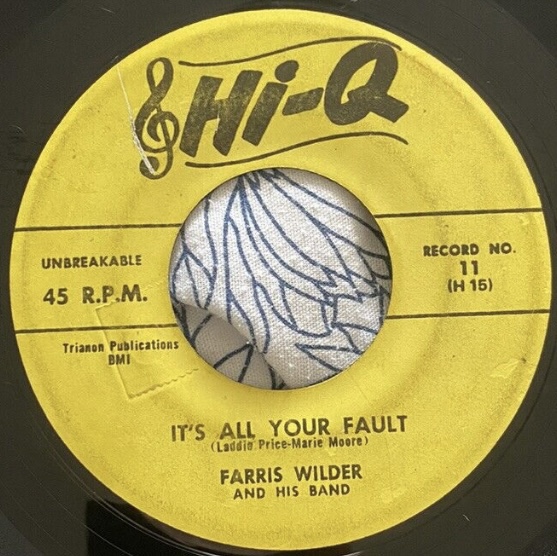 Hi-Q
UNBREAKABLE
45 R.P.M.
RECORD NO.
11
(H 15)
Trianon Publications
BMI
IT'S ALL YOUR FAULT
(Laddie Price-Marie Moore)
FARRIS WILDER
AND HIS BAND